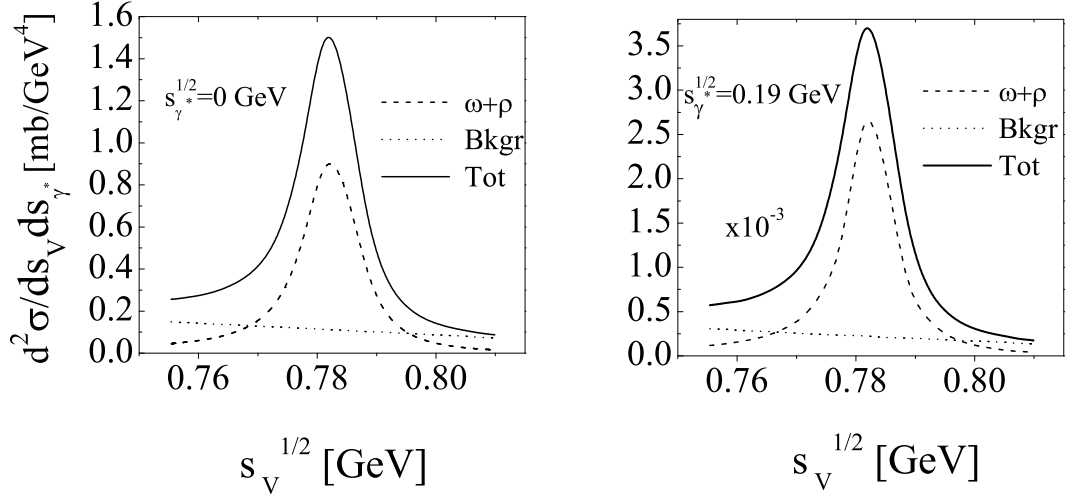 d²σ/ds_V ds_γ* [mb/GeV⁴]
1.6
1.4
1.2
1.0
0.8
0.6
0.4
0.2
0.0
s_γ*^1/2=0 GeV
ω+ρ
Bkgr
Tot
0.76 0.78 0.80
s_V^1/2 [GeV]
3.5
3.0
2.5
2.0
1.5
1.0
0.5
0.0
s_γ*^1/2=0.19 GeV
ω+ρ
Bkgr
Tot
x10⁻³
0.76 0.78 0.80
s_V^1/2 [GeV]